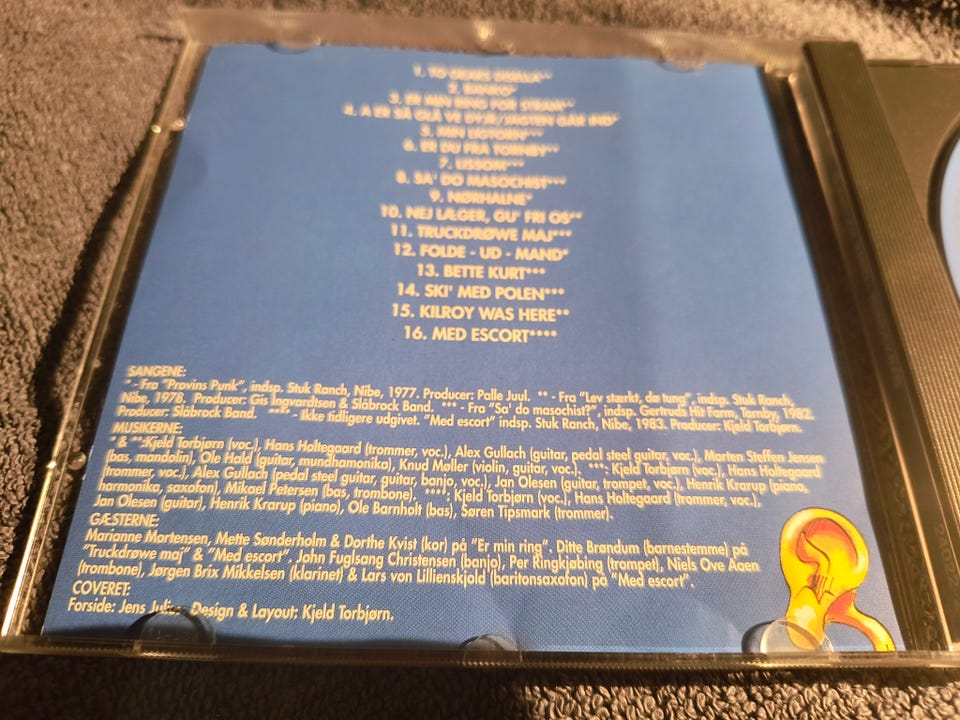 2. BANKO*
3. ER MIN RING FOR STRAM**
4. A ER SÅ GLÅ VE DYJR/JAGTEN GÅR IND*
5. MIN LIGTORN***
6. ER DU FRA TORNBY**
7. LISSOM***
8. SA' DO MASOCHIST***
9. NØRHALNE*
10. NEJ LÆGER, GU' FRI OS**
11. TRUCKDRØWE MAJ***
12. FOLDE - UD - MAND*
13. BETTE KURT***
14. SKI' MED POLEN***
15. KILROY WAS HERE**
16. MED ESCORT****
SANGENE:
* - Fra "Provins Punk", indsp. Stuk Ranch, Nibe, 1977. Producer: Palle Juul. ** - Fra "Lev stærkt, dø tung", indsp. Stuk Ranch,
Nibe, 1978. Producer: Gis Ingvardtsen & Slåbrock Band. *** - Fra "Sa' do masochist?", indsp. Gertruds Hit Farm, Tornby, 1982.
Producer: Slåbrock Band. **** - Ikke tidligere udgivet. "Med escort" indsp. Stuk Ranch, Nibe, 1983. Producer: Kjeld Torbjørn.
MUSIKERNE:
* & **:Kjeld Torbjørn (voc.), Hans Holtegaard (trommer, voc.), Alex Gullach (guitar, pedal steel guitar, voc.), Morten Steffen Jensen
(bas, mandolin), Ole Hald (guitar, mundhamonika), Knud Møller (violin, guitar, voc.). ***: Kjeld Torbjørn (voc.), Hans Holtegaard
(trommer, voc.), Alex Gullach (pedal steel guitar, guitar, banjo, voc.), Jan Olesen (guitar, trompet, voc.), Henrik Krarup (piano,
harmonika, saxofon), Mikael Petersen (bas, trombone). ****: Kjeld Torbjørn (voc.), Hans Holtegaard (trommer, voc.),
Jan Olesen (guitar), Henrik Krarup (piano), Ole Barnholt (bas), Søren Tipsmark (trommer).
GÆSTERNE:
Marianne Mortensen, Mette Sønderholm & Dorthe Kvist (kor) på "Er min ring". Ditte Brøndum (barnestemme) på
"Truckdrøwe maj" & "Med escort". John Fuglsang Christensen (banjo), Per Ringkjøbing (trompet), Niels Ove Aaen
(trombone), Jørgen Brix Mikkelsen (klarinet) & Lars von Lillienskjold (baritonsaxofon) på "Med escort".
COVERET:
Forside: Jens Julius. Design & Layout: Kjeld Torbjørn.